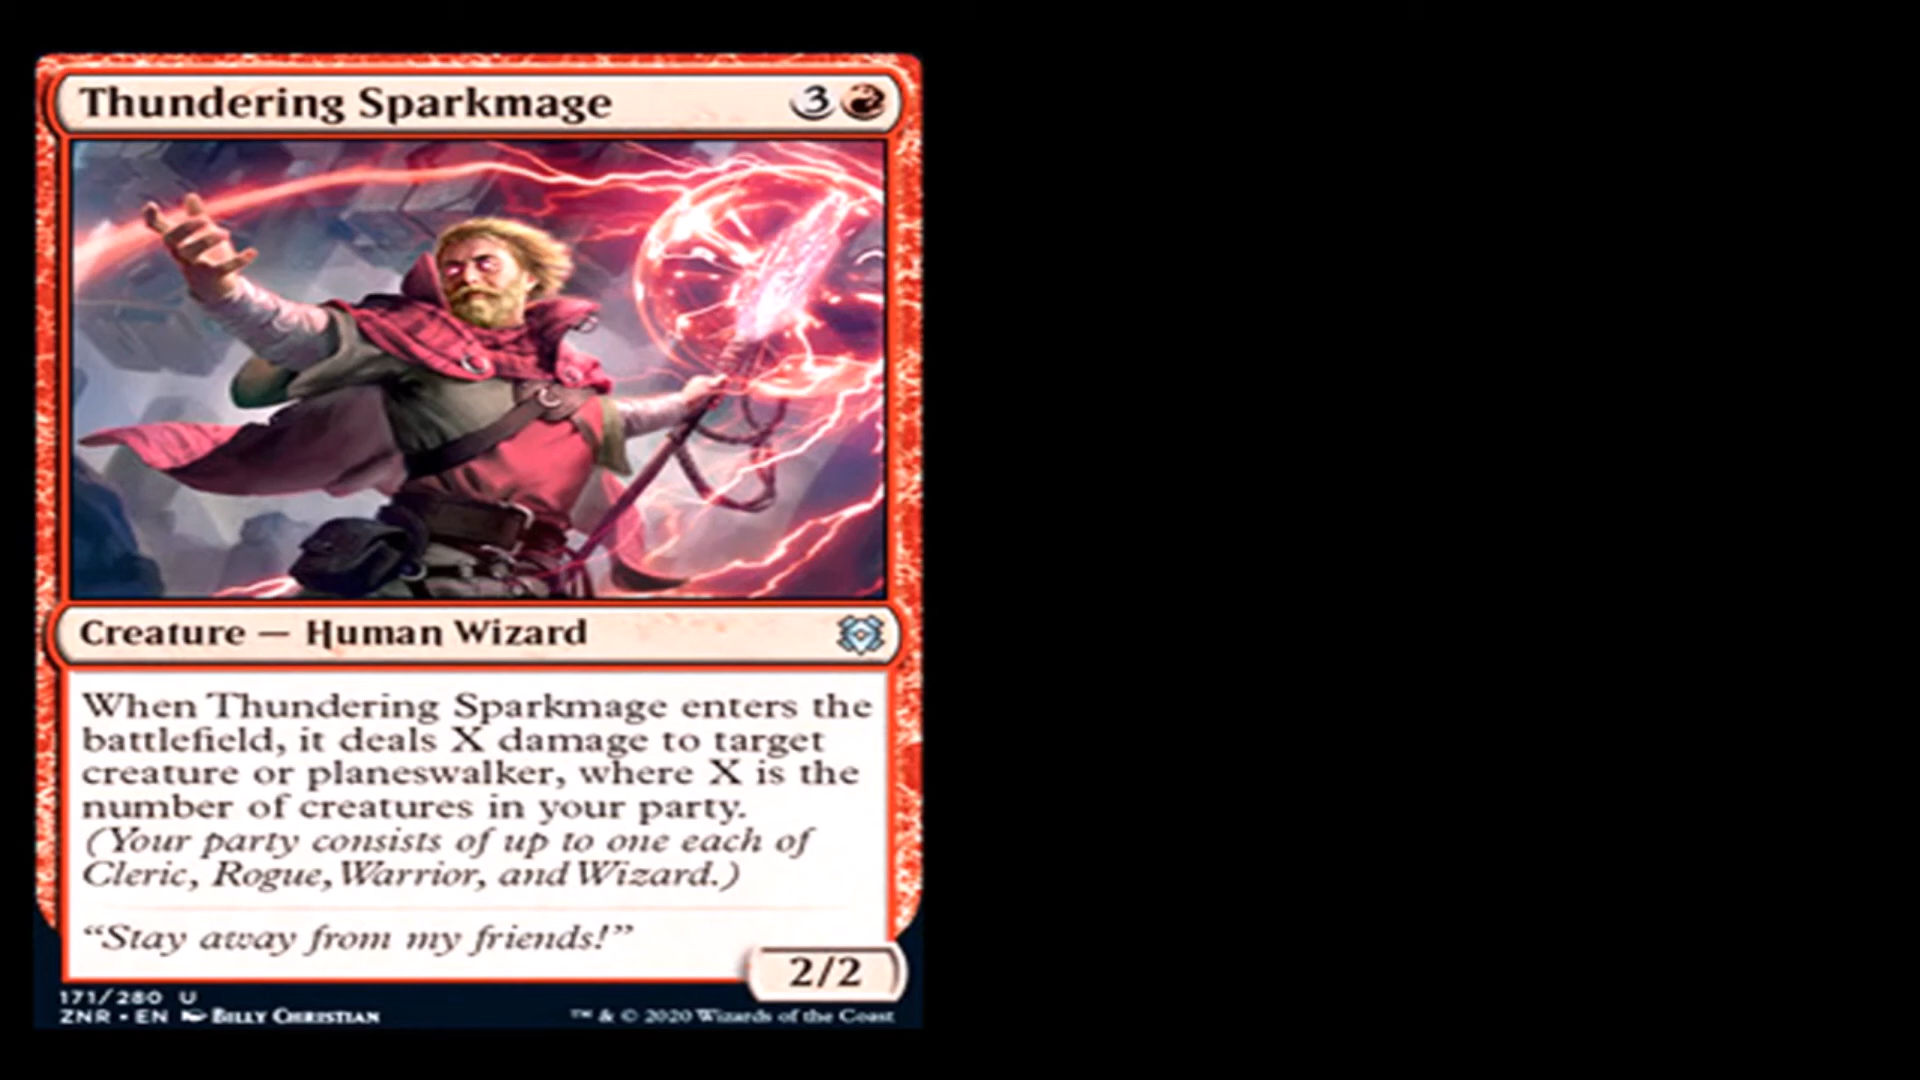 Thundering Sparkmage 3
Creature — Human Wizard
When Thundering Sparkmage enters the
battlefield, it deals X damage to target
creature or planeswalker, where X is the
number of creatures in your party.
(Your party consists of up to one each of
Cleric, Rogue, Warrior, and Wizard.)
“Stay away from my friends!”
2/2
171/280 U
ZNR • EN BILLY CHRISTIAN
™ & © 2020 Wizards of the Coast